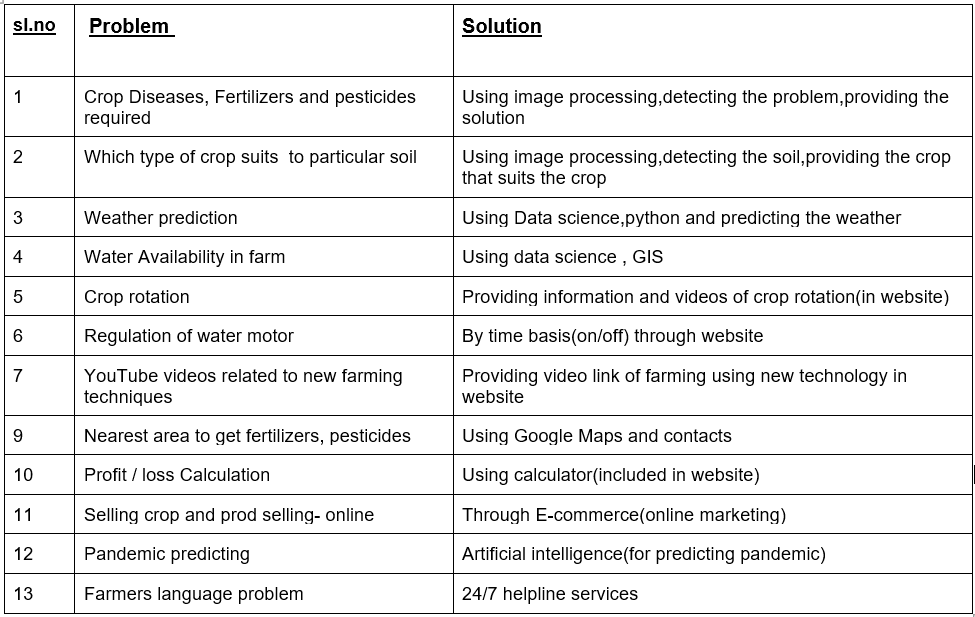 sl.no Problem Solution
1 Crop Diseases, Fertilizers and pesticides required Using image processing,detecting the problem,providing the solution
2 Which type of crop suits  to particular soil Using image processing,detecting the soil,providing the crop that suits the crop
3 Weather prediction Using Data science,python and predicting the weather
4 Water Availability in farm Using data science , GIS
5 Crop rotation Providing information and videos of crop rotation(in website)
6 Regulation of water motor By time basis(on/off) through website
7 YouTube videos related to new farming techniques Providing video link of farming using new technology in website
9 Nearest area to get fertilizers, pesticides Using Google Maps and contacts
10 Profit / loss Calculation Using calculator(included in website)
11 Selling crop and prod selling- online Through E-commerce(online marketing)
12 Pandemic predicting Artificial intelligence(for predicting pandemic)
13 Farmers language problem 24/7 helpline services